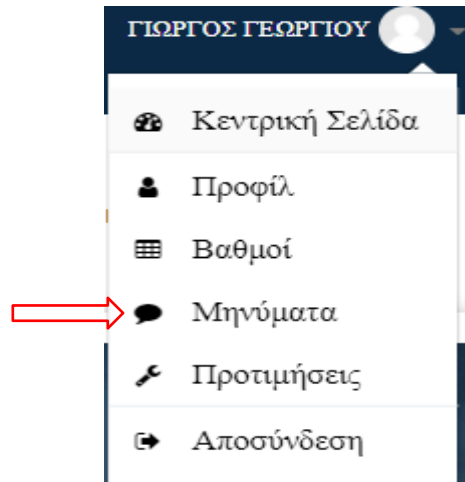 ΓΙΩΡΓΟΣ ΓΕΩΡΓΙΟΥ
Κεντρική Σελίδα
Προφίλ
Βαθμοί
Μηνύματα
Προτιμήσεις
Αποσύνδεση